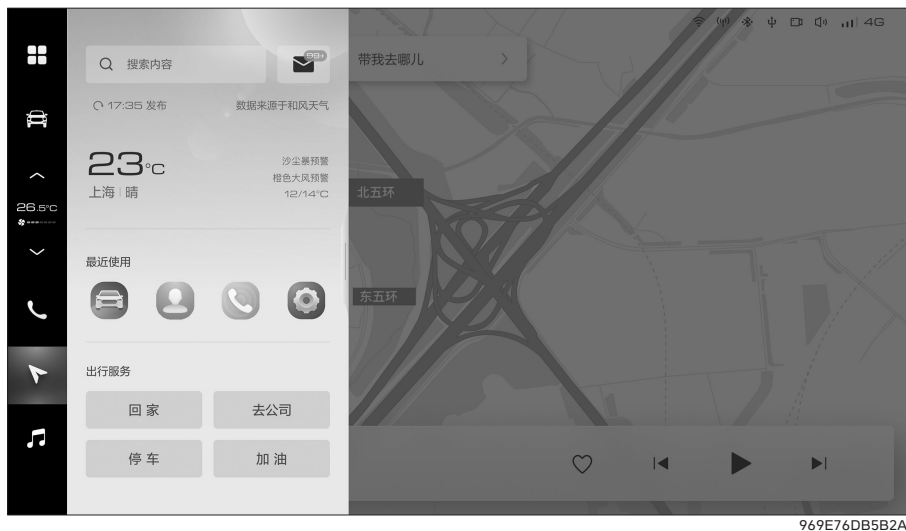 4G
搜索内容
99+
带我去哪儿
17:35 发布
数据来源于和风天气
23°C
上海 | 晴
沙尘暴预警
橙色大风预警
12/14°C
26.5°C
北五环
最近使用
东五环
出行服务
回家
去公司
停车
加油
969E76DB5B2A